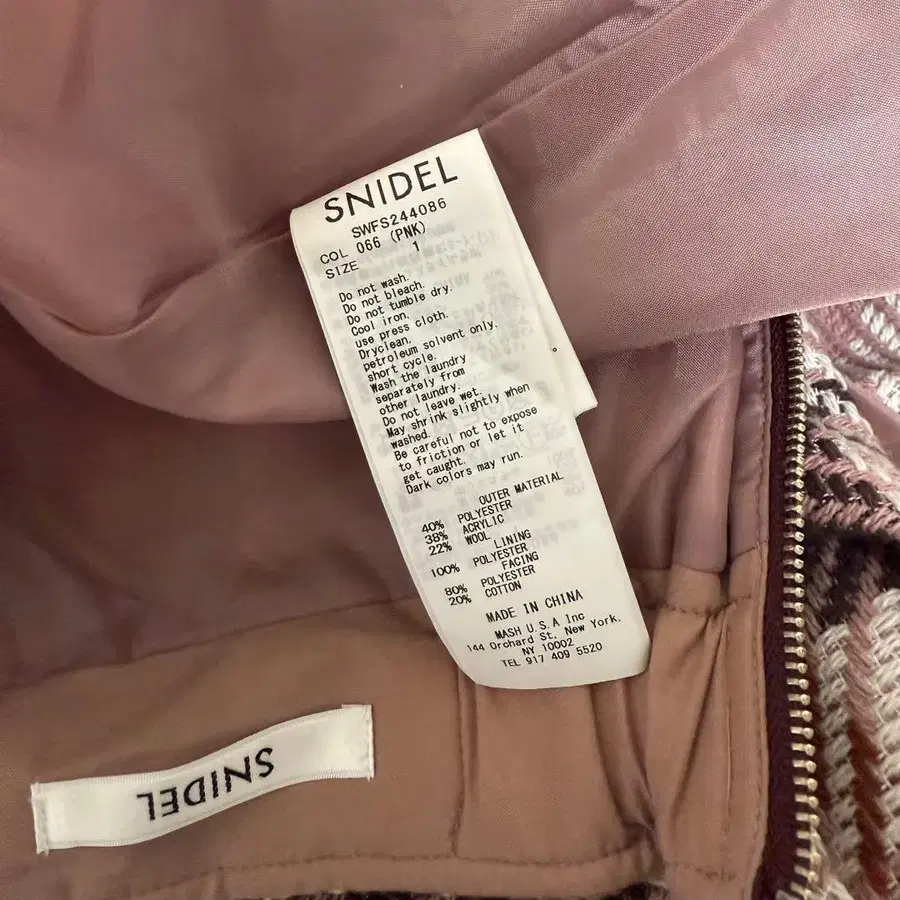 SNIDEL
SWFS244086
COL 066 (PNK)
SIZE 1
Do not wash.
Do not bleach.
Do not tumble dry.
Cool iron.
use press cloth.
Dryclean.
petroleum solvent only.
short cycle.
Wash the laundry
separately from
other laundry.
Do not leave wet.
May shrink slightly when
washed.
Be careful not to expose
to friction or let it
get caught.
Dark colors may run.
OUTER MATERIAL
40% POLYESTER
38% ACRYLIC
22% WOOL
LINING
100% POLYESTER
FACING
80% POLYESTER
20% COTTON
MADE IN CHINA
MASH U.S.A Inc
144 Orchard St. New York.
NY 10002
TEL 917 409 5520
SNIDEL